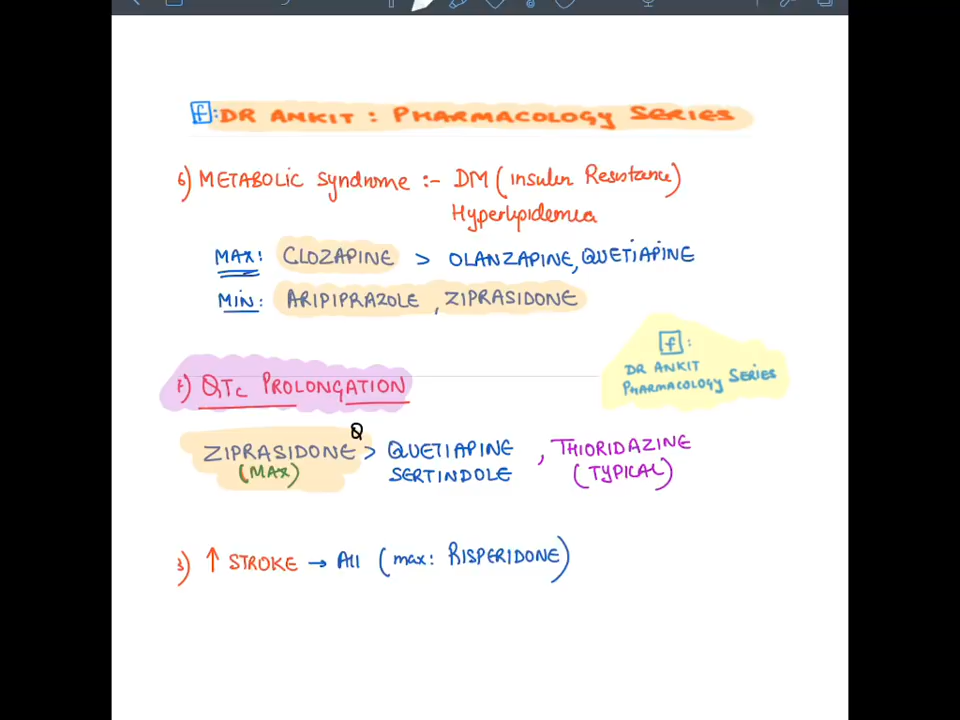 f: DR ANKIT : PHARMACOLOGY SERIES
6) METABOLIC Syndrome :- DM (Insulin Resistance)
Hyperlipidemia
MAX: CLOZAPINE > OLANZAPINE, QUETIAPINE
MIN: ARIPIPRAZOLE, ZIPRASIDONE
f:
DR ANKIT
PHARMACOLOGY SERIES
7) QTc PROLONGATION
Q
ZIPRASIDONE > QUETIAPINE, THIORIDAZINE
(MAX) SERTINDOLE (TYPICAL)
8) ↑ STROKE → All (max: RISPERIDONE)